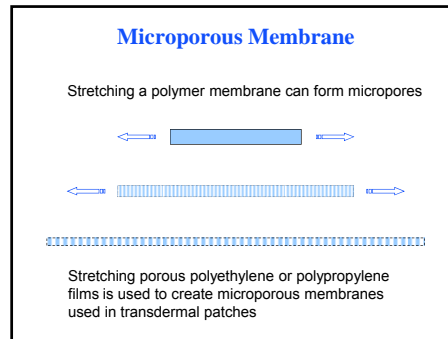 Microporous Membrane
Stretching a polymer membrane can form micropores
Stretching porous polyethylene or polypropylene
films is used to create microporous membranes
used in transdermal patches